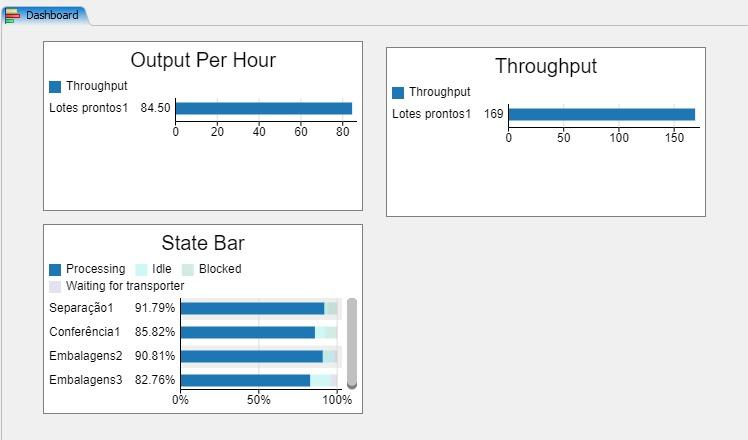 Dashboard
Output Per Hour
Throughput
Lotes prontos1 84.50
0 20 40 60 80
Throughput
Throughput
Lotes prontos1 169
0 50 100 150
State Bar
Processing Idle Blocked
Waiting for transporter
Separação1 91.79%
Conferência1 85.82%
Embalagens2 90.81%
Embalagens3 82.76%
0% 50% 100%